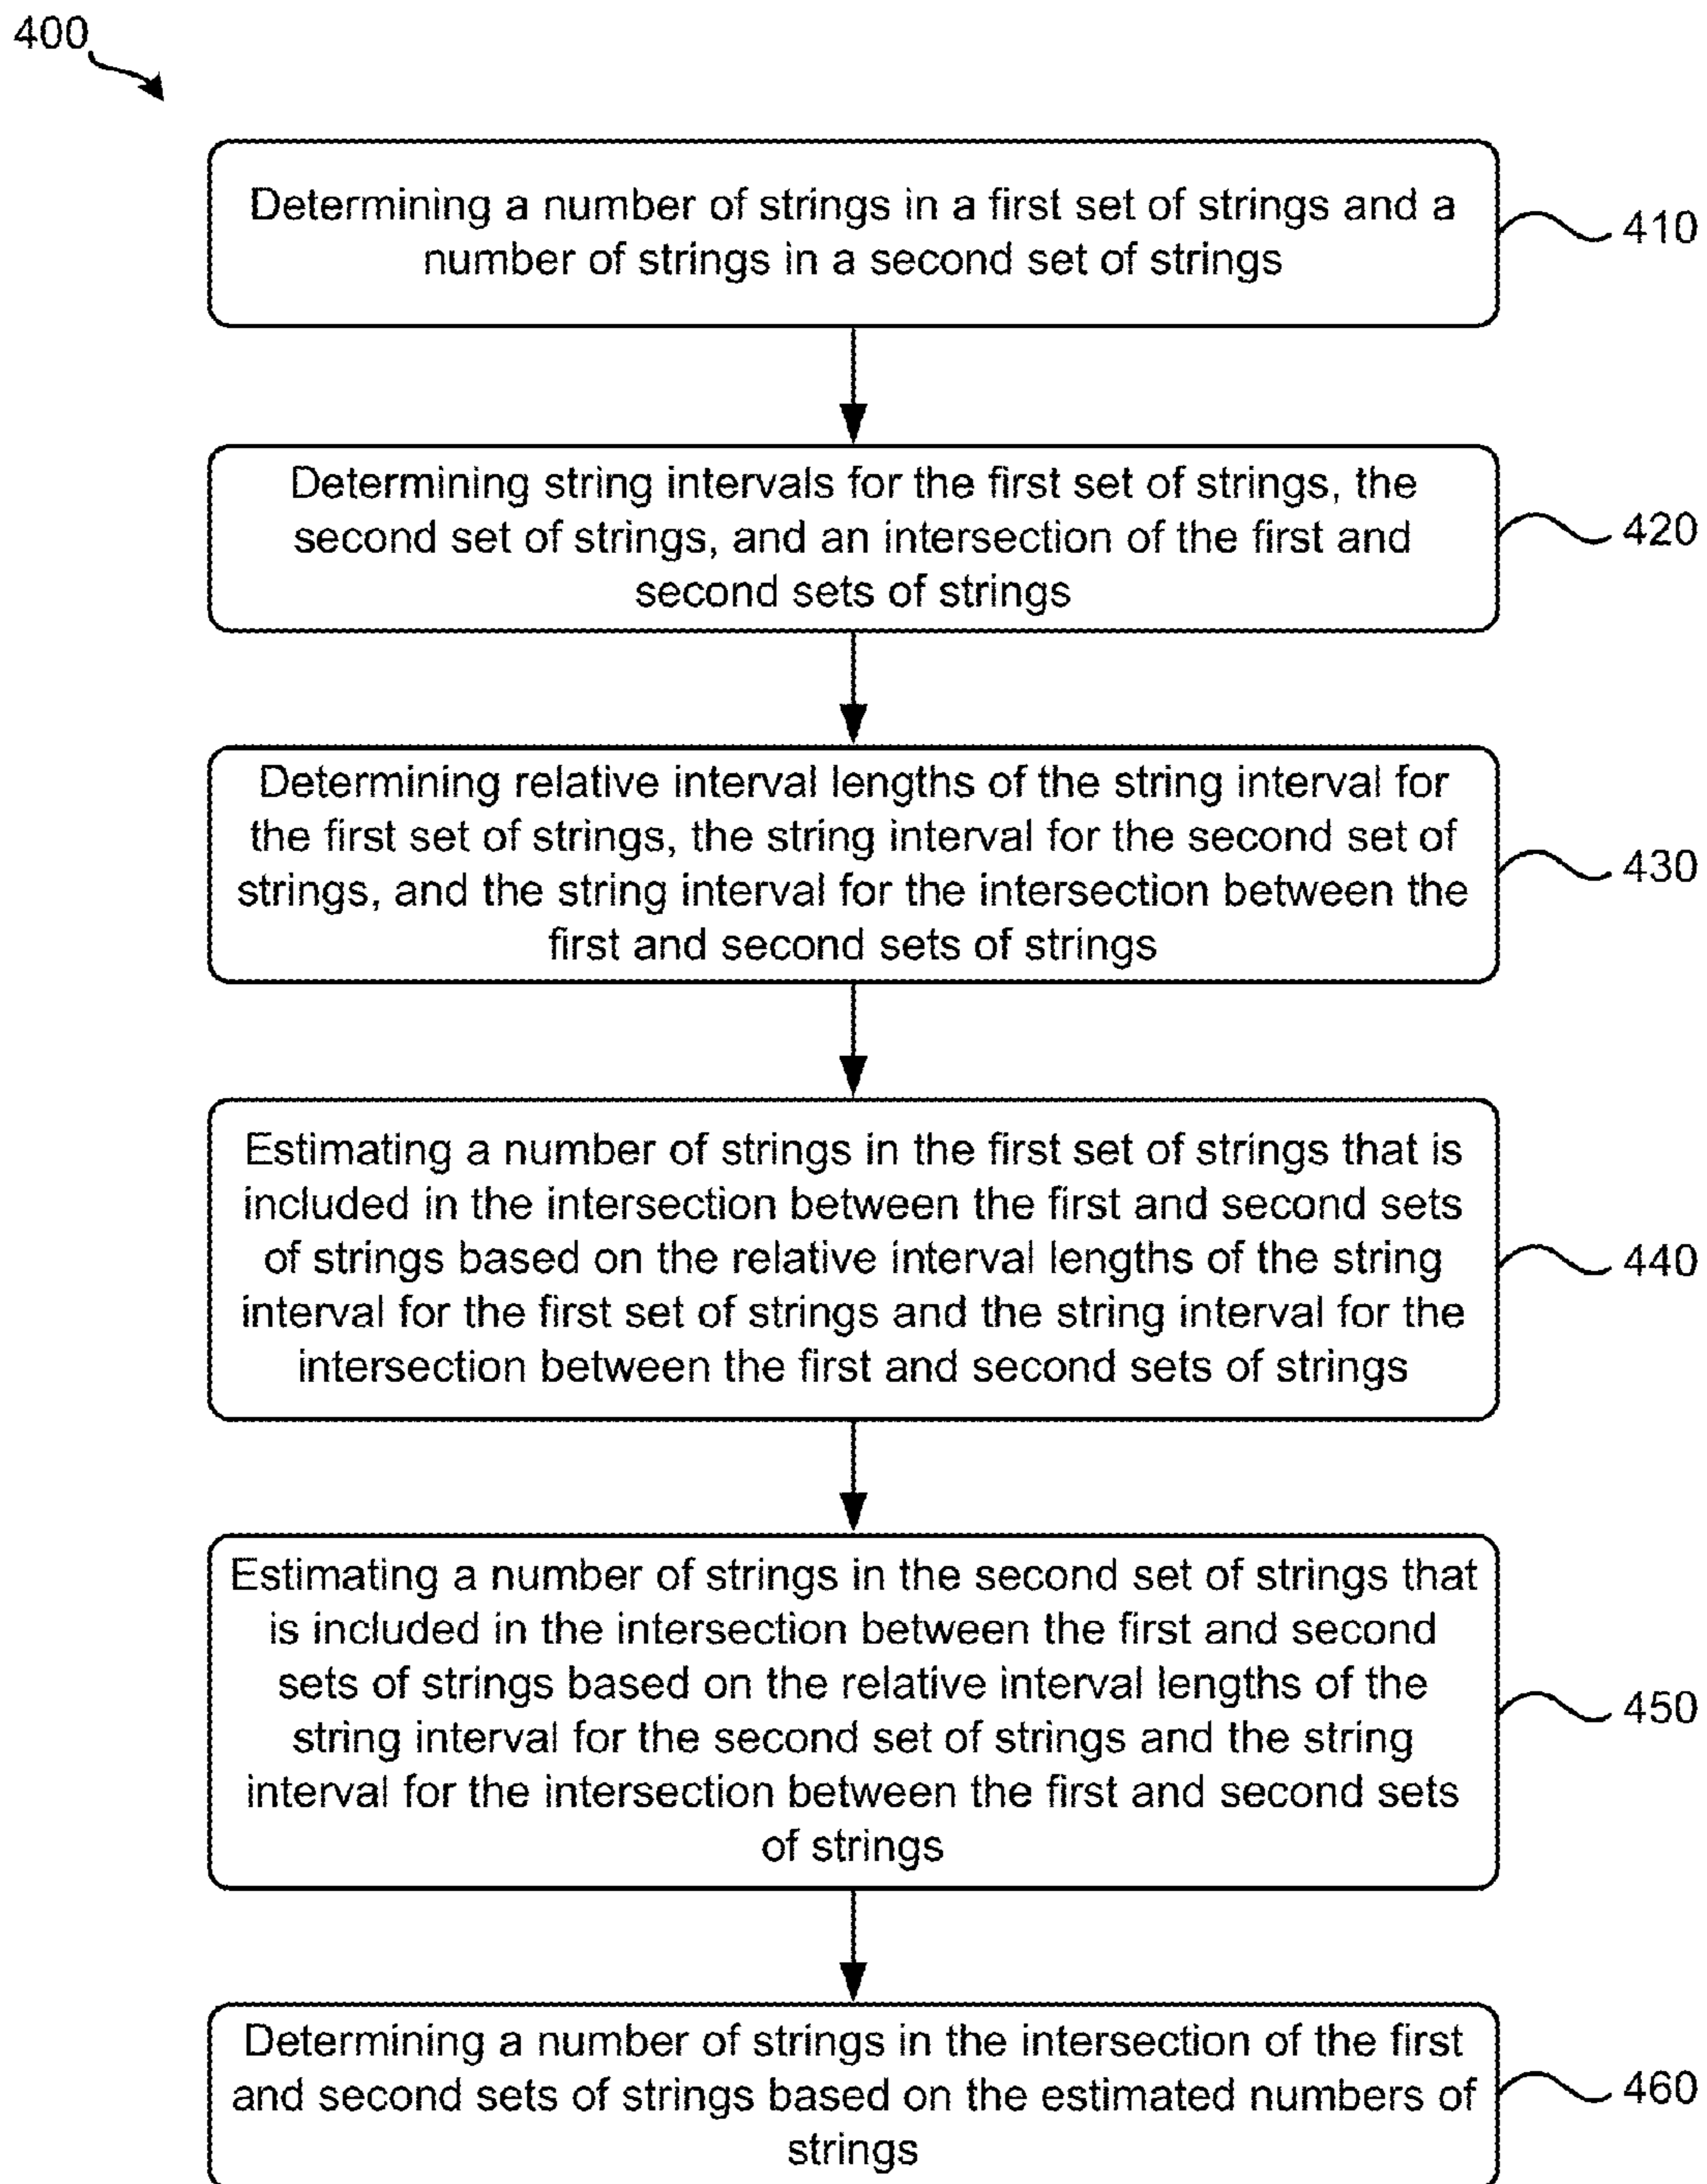 400
Determining a number of strings in a first set of strings and a
number of strings in a second set of strings
410
Determining string intervals for the first set of strings, the
second set of strings, and an intersection of the first and
second sets of strings
420
Determining relative interval lengths of the string interval for
the first set of strings, the string interval for the second set of
strings, and the string interval for the intersection between the
first and second sets of strings
430
Estimating a number of strings in the first set of strings that is
included in the intersection between the first and second sets
of strings based on the relative interval lengths of the string
interval for the first set of strings and the string interval for the
intersection between the first and second sets of strings
440
Estimating a number of strings in the second set of strings that
is included in the intersection between the first and second
sets of strings based on the relative interval lengths of the
string interval for the second set of strings and the string
interval for the intersection between the first and second sets
of strings
450
Determining a number of strings in the intersection of the first
and second sets of strings based on the estimated numbers of
strings
460